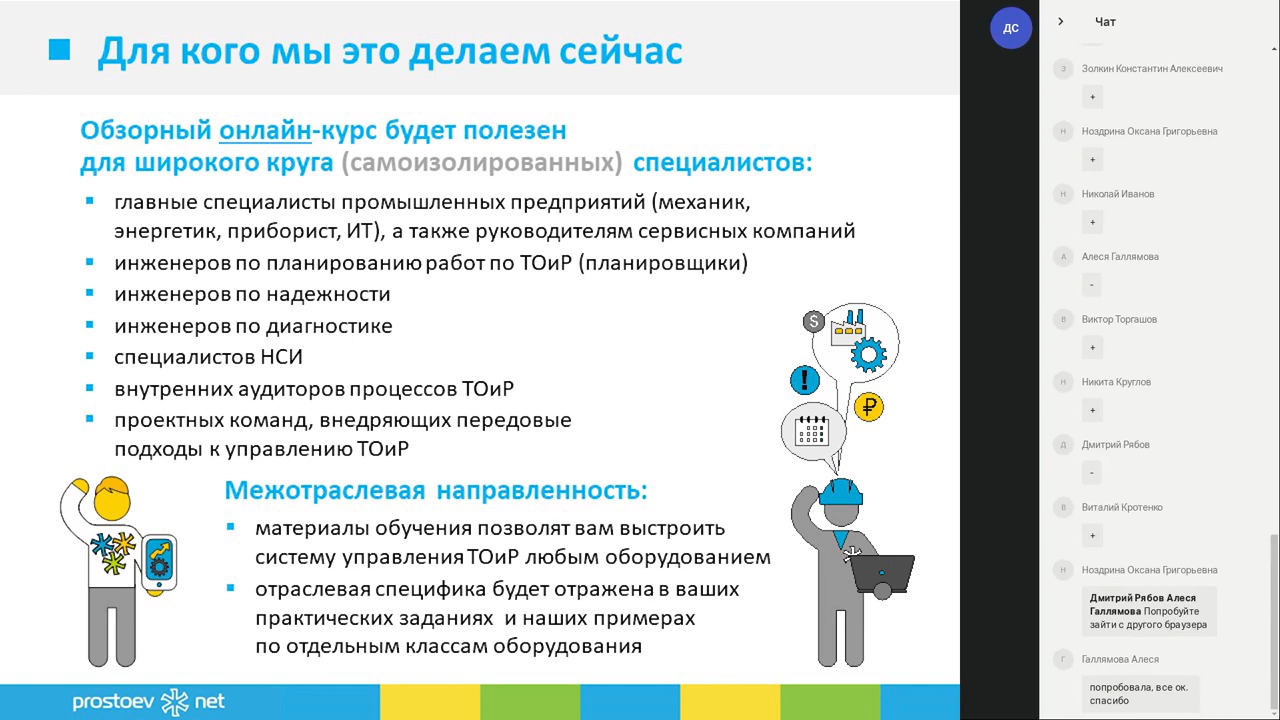 Для кого мы это делаем сейчас
Обзорный онлайн-курс будет полезен
для широкого круга (самоизолированных) специалистов:
главные специалисты промышленных предприятий (механик,
энергетик, приборист, ИТ), а также руководителям сервисных компаний
инженеров по планированию работ по ТОиР (планировщики)
инженеров по надежности
инженеров по диагностике
специалистов НСИ
внутренних аудиторов процессов ТОиР
проектных команд, внедряющих передовые
подходы к управлению ТОиР
$
!
₽
Межотраслевая направленность:
материалы обучения позволят вам выстроить
систему управления ТОиР любым оборудованием
отраслевая специфика будет отражена в ваших
практических заданиях и наших примерах
по отдельным классам оборудования
prostoev net
ДС
Чат
З Золкин Константин Алексеевич
+
Н Ноздрина Оксана Григорьевна
+
Н Николай Иванов
+
А Алеся Галлямова
-
В Виктор Торгашов
+
Н Никита Круглов
+
Д Дмитрий Рябов
-
В Виталий Кротенко
+
Н Ноздрина Оксана Григорьевна
Дмитрий Рябов Алеся
Галлямова Попробуйте
зайти с другого браузера
Г Галлямова Алеся
попробовала, все ок.
спасибо